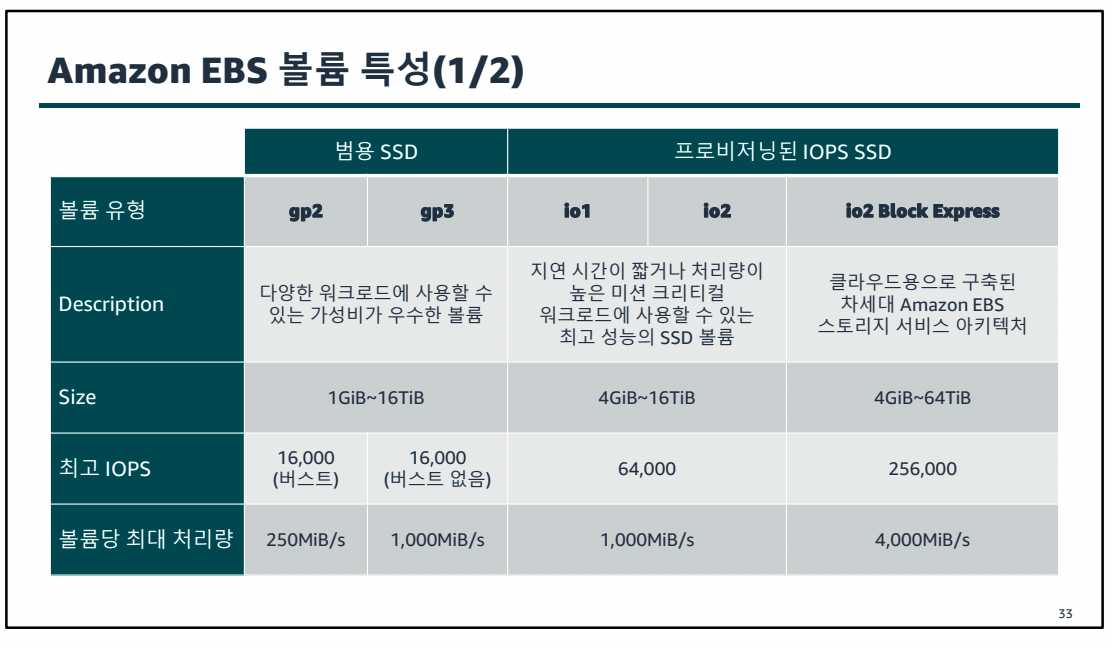 Amazon EBS 볼륨 특성(1/2)
범용 SSD
프로비저닝된 IOPS SSD
볼륨 유형
gp2
gp3
io1
io2
io2 Block Express
Description
다양한 워크로드에 사용할 수
있는 가성비가 우수한 볼륨
지연 시간이 짧거나 처리량이
높은 미션 크리티컬
워크로드에 사용할 수 있는
최고 성능의 SSD 볼륨
클라우드용으로 구축된
차세대 Amazon EBS
스토리지 서비스 아키텍처
Size
1GiB~16TiB
4GiB~16TiB
4GiB~64TiB
최고 IOPS
16,000
(버스트)
16,000
(버스트 없음)
64,000
256,000
볼륨당 최대 처리량
250MiB/s
1,000MiB/s
1,000MiB/s
4,000MiB/s
33